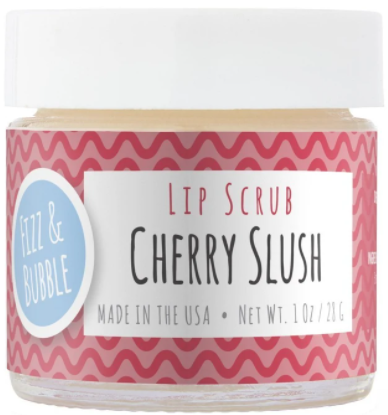 Lip Scrub
Cherry Slush
Made in the USA • Net Wt. 1 Oz / 28 G
Fizz &
Bubble